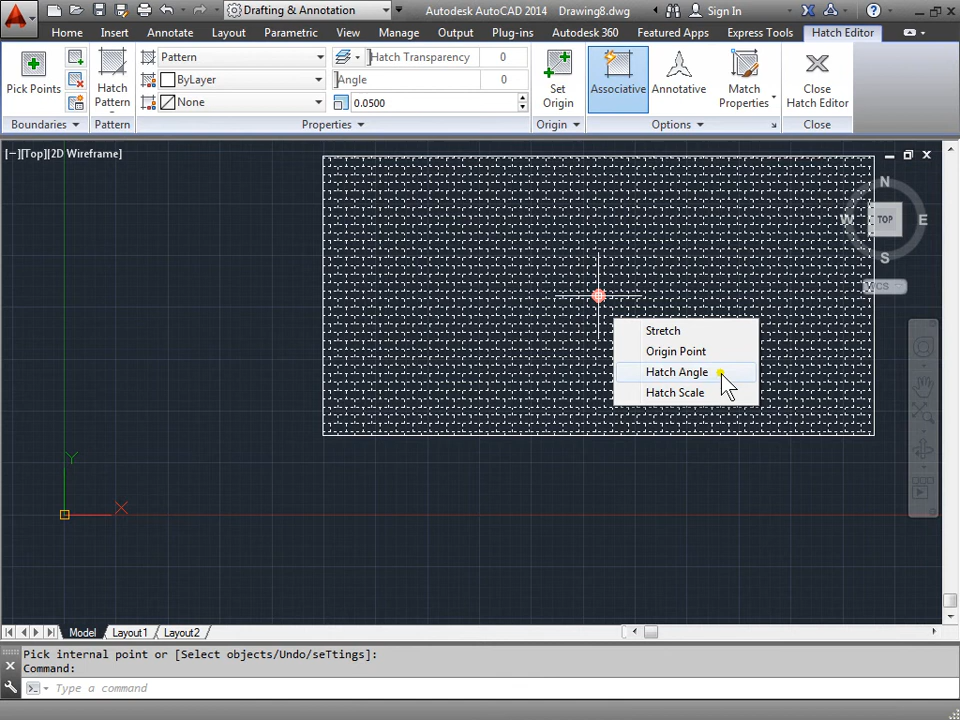 Drafting & Annotation
Autodesk AutoCAD 2014 Drawing8.dwg
Sign In
Home Insert Annotate Layout Parametric View Manage Output Plug-ins Autodesk 360 Featured Apps Express Tools Hatch Editor
Pick Points
Hatch Pattern
Pattern
ByLayer
None
Hatch Transparency 0
Angle 0
0.0500
Set Origin
Associative
Annotative
Match Properties
Close Hatch Editor
Boundaries Pattern Properties Origin Options Close
[−][Top][2D Wireframe]
N
W TOP E
S
WCS
Stretch
Origin Point
Hatch Angle
Hatch Scale
Y
X
Model Layout1 Layout2
Pick internal point or [Select objects/Undo/seTtings]:
Command:
Type a command